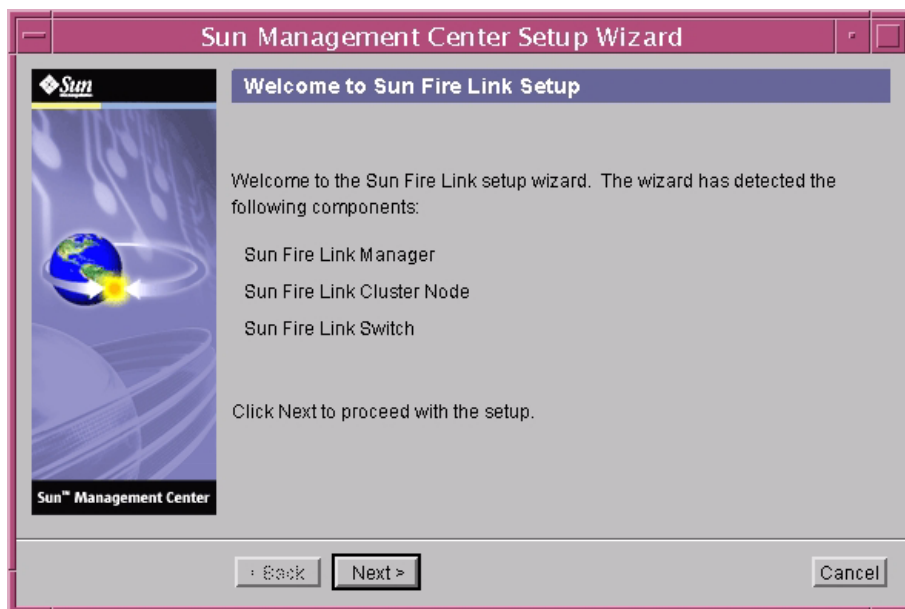 Sun Management Center Setup Wizard
Sun
Welcome to Sun Fire Link Setup
Welcome to the Sun Fire Link setup wizard. The wizard has detected the
following components:
Sun Fire Link Manager
Sun Fire Link Cluster Node
Sun Fire Link Switch
Click Next to proceed with the setup.
Sun™ Management Center
< Back
Next >
Cancel